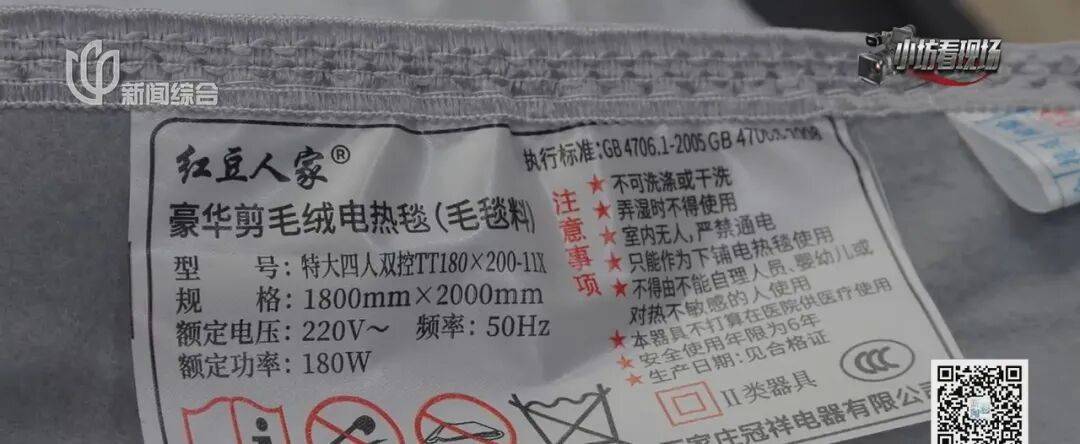 新闻综合
小坊看现场
红豆人家®
豪华剪毛绒电热毯(毛毯料)
型 号:特大四人双控TT180×200-11X
规 格:1800mm×2000mm
额定电压:220V~ 频率:50Hz
额定功率:180W
执行标准:GB 4706.1-2005 GB
注意事项
★不可洗涤或干洗
★弄湿时不得使用
★室内无人,严禁通电
★只能作为下铺电热毯使用
★不得由不能自理人员、婴幼儿或
对热不敏感的人使用
★本器具不打算在医院供医疗使用
★安全使用年限为6年
★生产日期:见合格证
II类器具
CCC
家庄冠祥电器有限公司